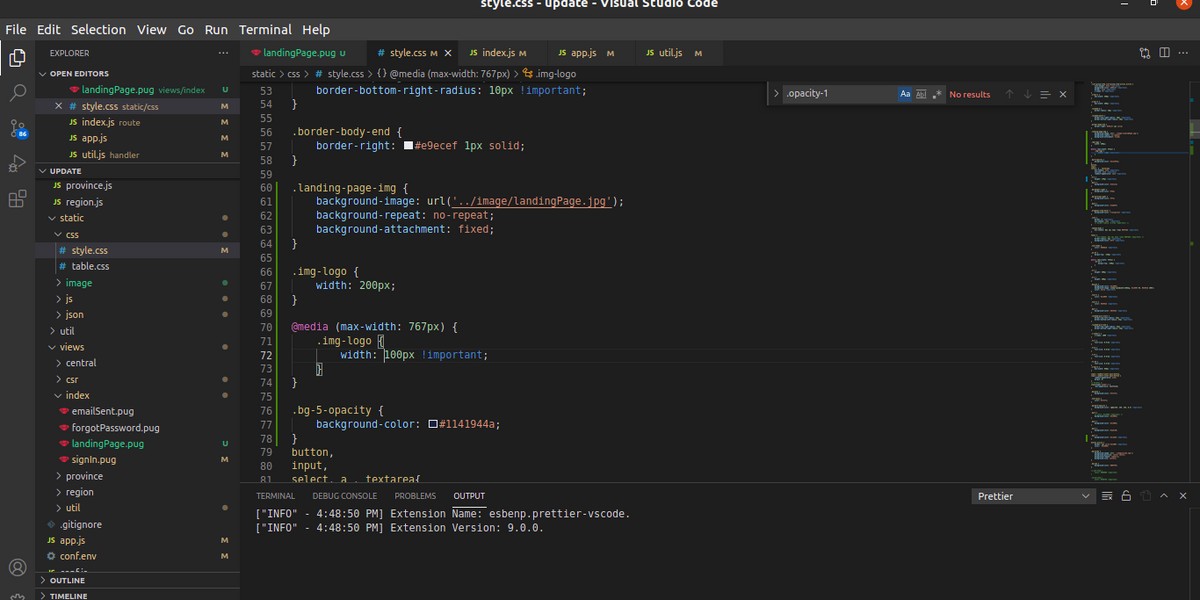 style.css - update - Visual Studio Code
File Edit Selection View Go Run Terminal Help
EXPLORER ···
OPEN EDITORS
landingPage.pug views/index U
style.css static/css M
JS index.js route M
JS app.js M
JS util.js handler M
UPDATE
JS province.js
JS region.js
static
css
# style.css M
# table.css
image
js
json
util
views
central
csr
index
emailSent.pug
forgotPassword.pug
landingPage.pug U
signIn.pug M
province
region
util
.gitignore
JS app.js M
conf.env M
OUTLINE
TIMELINE
86
landingPage.pug U # style.css M JS index.js M JS app.js M JS util.js M
static > css > # style.css > {} @media (max-width: 767px) > .img-logo
.opacity-1 Aa Abl .* No results
53 border-bottom-right-radius: 10px !important;
54 }
55
56 .border-body-end {
57 border-right: #e9ecef 1px solid;
58 }
59
60 .landing-page-img {
61 background-image: url('../image/landingPage.jpg');
62 background-repeat: no-repeat;
63 background-attachment: fixed;
64 }
65
66 .img-logo {
67 width: 200px;
68 }
69
70 @media (max-width: 767px) {
71 .img-logo {
72 width: 100px !important;
73 }
74 }
75
76 .bg-5-opacity {
77 background-color: #1141944a;
78 }
79 button,
80 input,
81 select, a , textarea{
TERMINAL DEBUG CONSOLE PROBLEMS OUTPUT Prettier
["INFO" - 4:48:50 PM] Extension Name: esbenp.prettier-vscode.
["INFO" - 4:48:50 PM] Extension Version: 9.0.0.